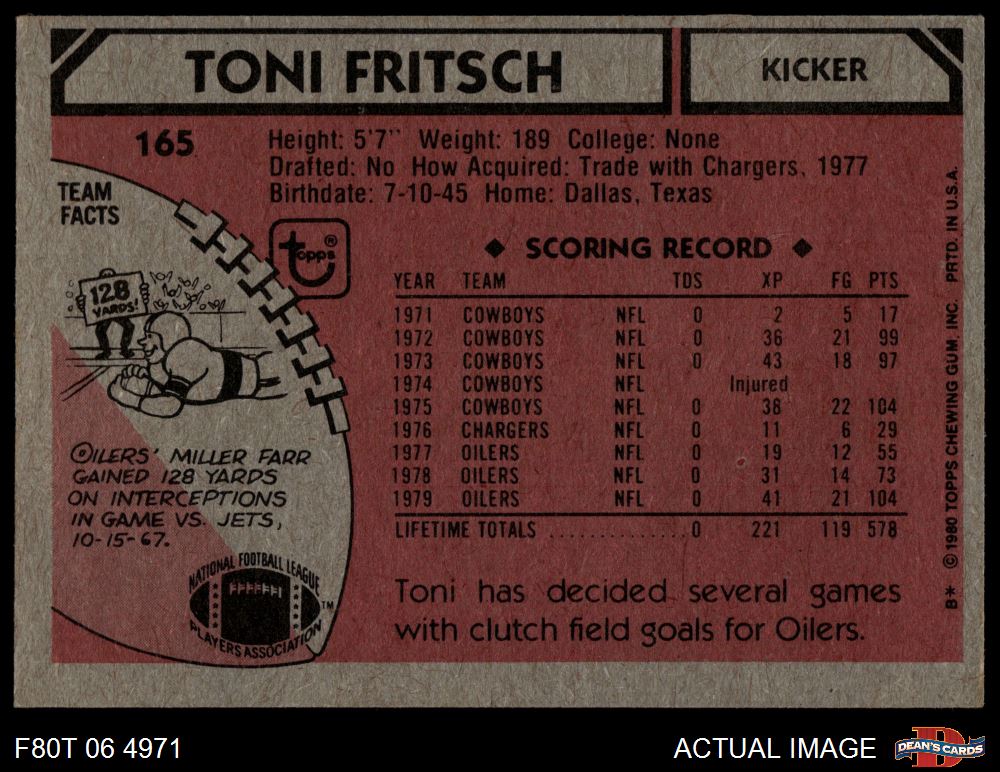 TONI FRITSCH
KICKER
165
Height: 5'7" Weight: 189 College: None
Drafted: No How Acquired: Trade with Chargers, 1977
Birthdate: 7-10-45 Home: Dallas, Texas
TEAM
FACTS
128
YARDS!
topps®
◆ SCORING RECORD ◆
YEAR TEAM TDS XP FG PTS
1971 COWBOYS NFL 0 2 5 17
1972 COWBOYS NFL 0 36 21 99
1973 COWBOYS NFL 0 43 18 97
1974 COWBOYS NFL Injured
1975 COWBOYS NFL 0 38 22 104
1976 CHARGERS NFL 0 11 6 29
1977 OILERS NFL 0 19 12 55
1978 OILERS NFL 0 31 14 73
1979 OILERS NFL 0 41 21 104
LIFETIME TOTALS ............... 0 221 119 578
OILERS' MILLER FARR
GAINED 128 YARDS
ON INTERCEPTIONS
IN GAME VS. JETS,
10-15-67.
NATIONAL FOOTBALL LEAGUE
PLAYERS ASSOCIATION
TM
Toni has decided several games
with clutch field goals for Oilers.
B* © 1980 TOPPS CHEWING GUM, INC. PRTD. IN U.S.A.
F80T 06 4971
ACTUAL IMAGE
D
DEAN'S CARDS